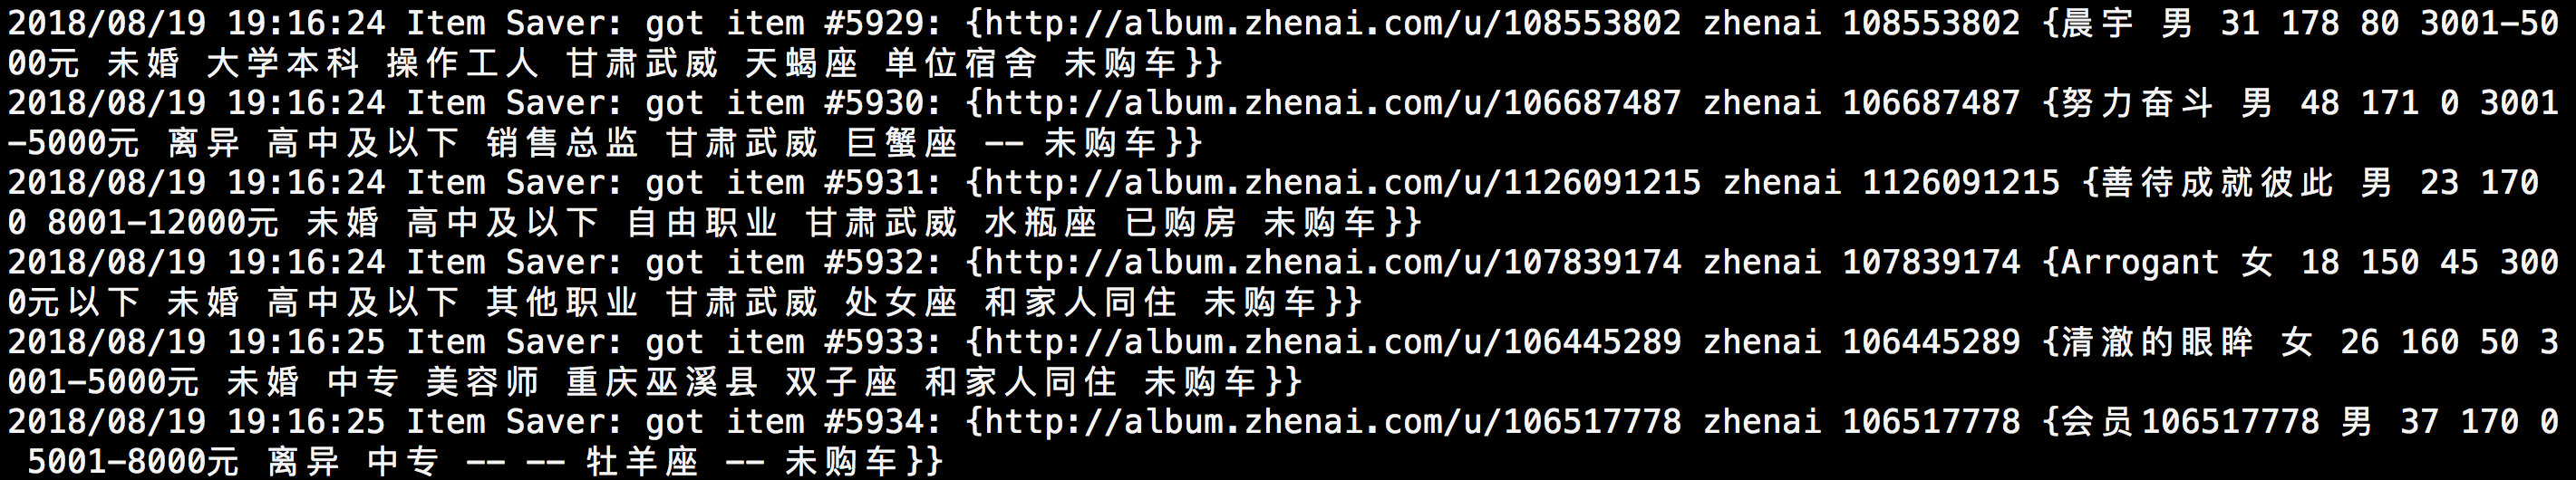 2018/08/19 19:16:24 Item Saver: got item #5929: {http://album.zhenai.com/u/108553802 zhenai 108553802 {晨宇 男 31 178 80 3001-50
00元 未婚 大学本科 操作工人 甘肃武威 天蝎座 单位宿舍 未购车}}
2018/08/19 19:16:24 Item Saver: got item #5930: {http://album.zhenai.com/u/106687487 zhenai 106687487 {努力奋斗 男 48 171 0 3001
-5000元 离异 高中及以下 销售总监 甘肃武威 巨蟹座 -- 未购车}}
2018/08/19 19:16:24 Item Saver: got item #5931: {http://album.zhenai.com/u/1126091215 zhenai 1126091215 {善待成就彼此 男 23 170
0 8001-12000元 未婚 高中及以下 自由职业 甘肃武威 水瓶座 已购房 未购车}}
2018/08/19 19:16:24 Item Saver: got item #5932: {http://album.zhenai.com/u/107839174 zhenai 107839174 {Arrogant 女 18 150 45 300
0元以下 未婚 高中及以下 其他职业 甘肃武威 处女座 和家人同住 未购车}}
2018/08/19 19:16:25 Item Saver: got item #5933: {http://album.zhenai.com/u/106445289 zhenai 106445289 {清澈的眼眸 女 26 160 50 3
001-5000元 未婚 中专 美容师 重庆巫溪县 双子座 和家人同住 未购车}}
2018/08/19 19:16:25 Item Saver: got item #5934: {http://album.zhenai.com/u/106517778 zhenai 106517778 {会员106517778 男 37 170 0
 5001-8000元 离异 中专 -- -- 牡羊座 -- 未购车}}